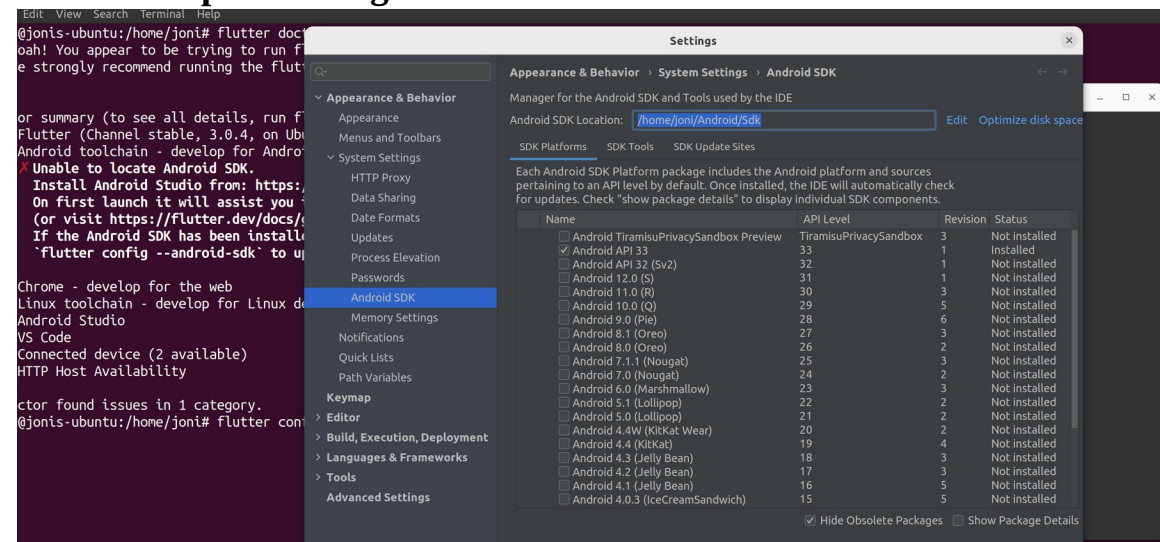 Edit View Search Terminal Help
@jonis-ubuntu:/home/joni# flutter doct
oah! You appear to be trying to run f
e strongly recommend running the flut
or summary (to see all details, run f
Flutter (Channel stable, 3.0.4, on Ubu
Android toolchain - develop for Andro
✗ Unable to locate Android SDK.
Install Android Studio from: https:/
On first launch it will assist you
(or visit https://flutter.dev/docs/g
If the Android SDK has been installe
`flutter config --android-sdk` to up
Chrome - develop for the web
Linux toolchain - develop for Linux de
Android Studio
VS Code
Connected device (2 available)
HTTP Host Availability
ctor found issues in 1 category.
@jonis-ubuntu:/home/joni# flutter con
Settings
Appearance & Behavior
Appearance
Menus and Toolbars
System Settings
HTTP Proxy
Data Sharing
Date Formats
Updates
Process Elevation
Passwords
Android SDK
Memory Settings
Notifications
Quick Lists
Path Variables
Keymap
Editor
Build, Execution, Deployment
Languages & Frameworks
Tools
Advanced Settings
Appearance & Behavior › System Settings › Android SDK
Manager for the Android SDK and Tools used by the IDE
Android SDK Location: /home/joni/Android/Sdk Edit Optimize disk space
SDK Platforms SDK Tools SDK Update Sites
Each Android SDK Platform package includes the Android platform and sources
pertaining to an API level by default. Once installed, the IDE will automatically check
for updates. Check "show package details" to display individual SDK components.
Name API Level Revision Status
Android TiramisuPrivacySandbox Preview TiramisuPrivacySandbox 3 Not installed
Android API 33 33 1 Installed
Android API 32 (Sv2) 32 1 Not installed
Android 12.0 (S) 31 1 Not installed
Android 11.0 (R) 30 3 Not installed
Android 10.0 (Q) 29 5 Not installed
Android 9.0 (Pie) 28 6 Not installed
Android 8.1 (Oreo) 27 3 Not installed
Android 8.0 (Oreo) 26 2 Not installed
Android 7.1.1 (Nougat) 25 3 Not installed
Android 7.0 (Nougat) 24 2 Not installed
Android 6.0 (Marshmallow) 23 3 Not installed
Android 5.1 (Lollipop) 22 2 Not installed
Android 5.0 (Lollipop) 21 2 Not installed
Android 4.4W (KitKat Wear) 20 2 Not installed
Android 4.4 (KitKat) 19 4 Not installed
Android 4.3 (Jelly Bean) 18 3 Not installed
Android 4.2 (Jelly Bean) 17 3 Not installed
Android 4.1 (Jelly Bean) 16 5 Not installed
Android 4.0.3 (IceCreamSandwich) 15 5 Not installed
Hide Obsolete Packages Show Package Details